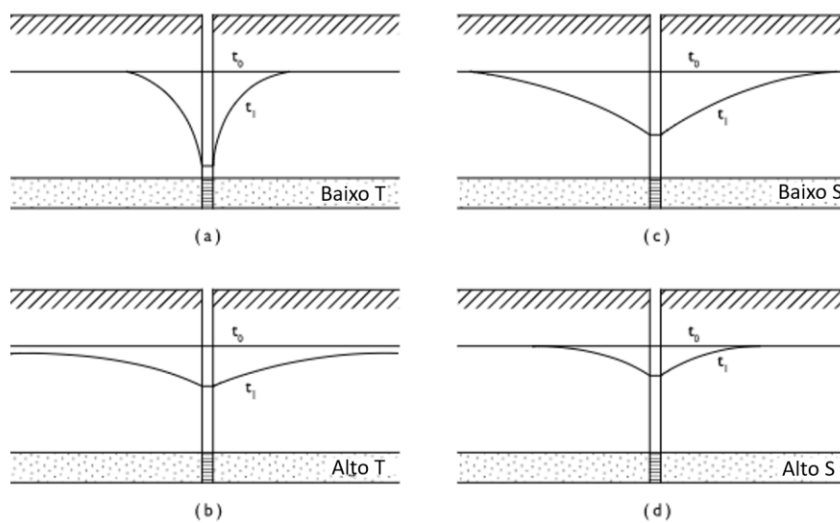 t₀
t₁
Baixo T
(a)
t₀
t₁
Baixo S
(c)
t₀
t₁
Alto T
(b)
t₀
t₁
Alto S
(d)